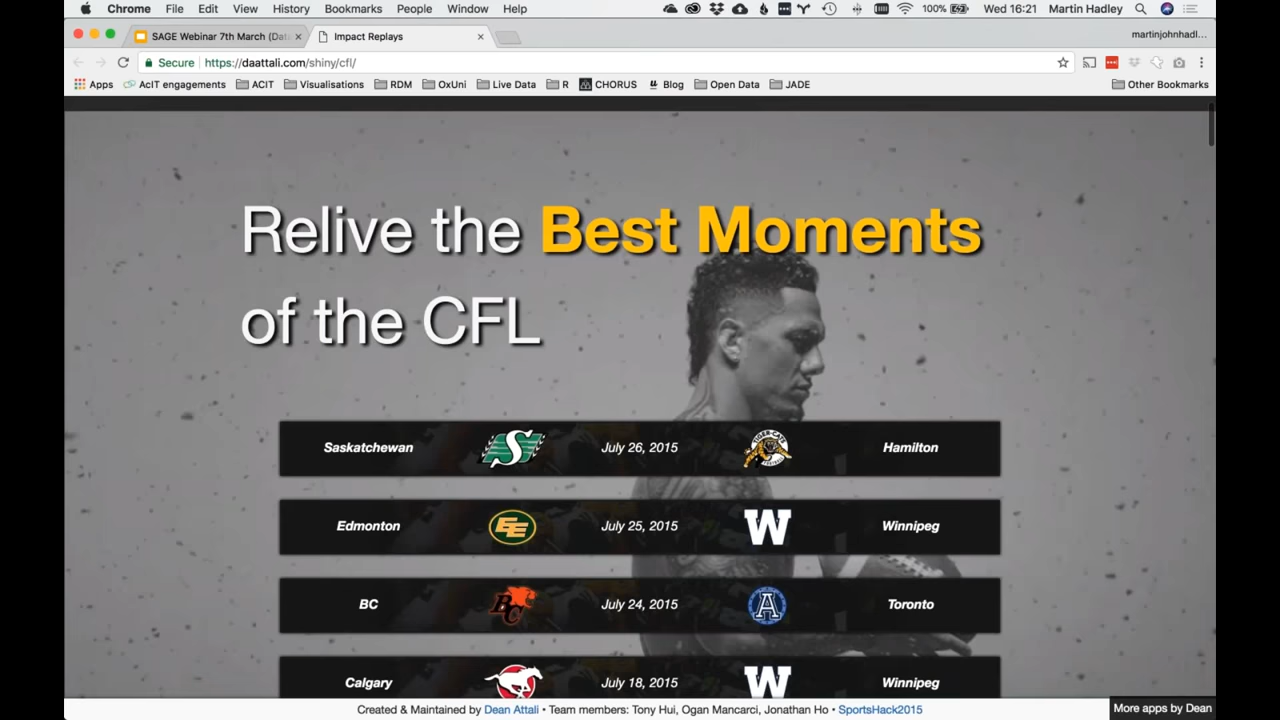 Chrome File Edit View History Bookmarks People Window Help 100% Wed 16:21 Martin Hadley
SAGE Webinar 7th March (Dat
Impact Replays
martinjohnhadl...
Secure https://daattali.com/shiny/cfl/
Apps AcIT engagements ACIT Visualisations RDM OxUni Live Data R CHORUS Blog Open Data JADE Other Bookmarks
Relive the Best Moments
of the CFL
Saskatchewan S July 26, 2015 TIGER-CATS Hamilton
Edmonton EE July 25, 2015 W Winnipeg
BC BC July 24, 2015 A Toronto
Calgary July 18, 2015 W Winnipeg
Created & Maintained by Dean Attali • Team members: Tony Hui, Ogan Mancarci, Jonathan Ho • SportsHack2015
More apps by Dean